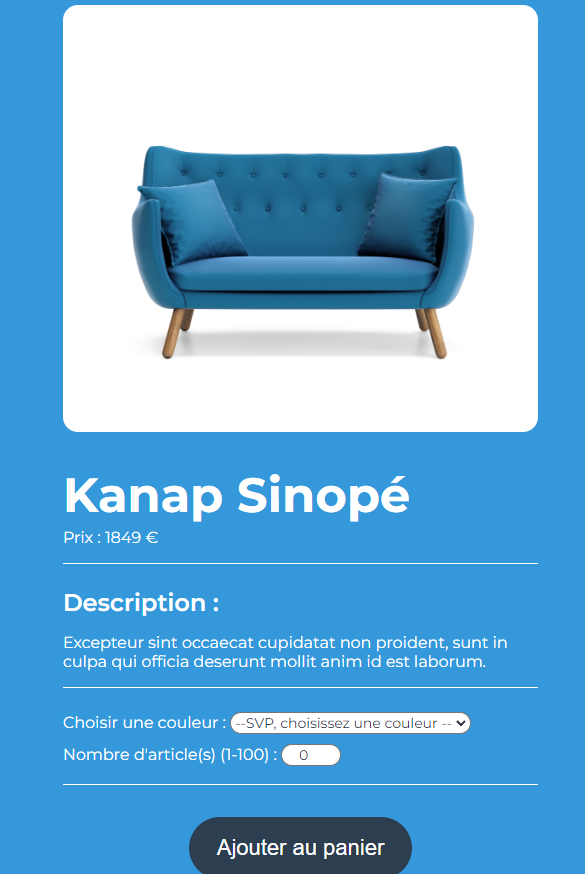 Kanap Sinopé
Prix : 1849 €
Description :
Excepteur sint occaecat cupidatat non proident, sunt in
culpa qui officia deserunt mollit anim id est laborum.
Choisir une couleur : --SVP, choisissez une couleur --
Nombre d'article(s) (1-100) : 0
Ajouter au panier